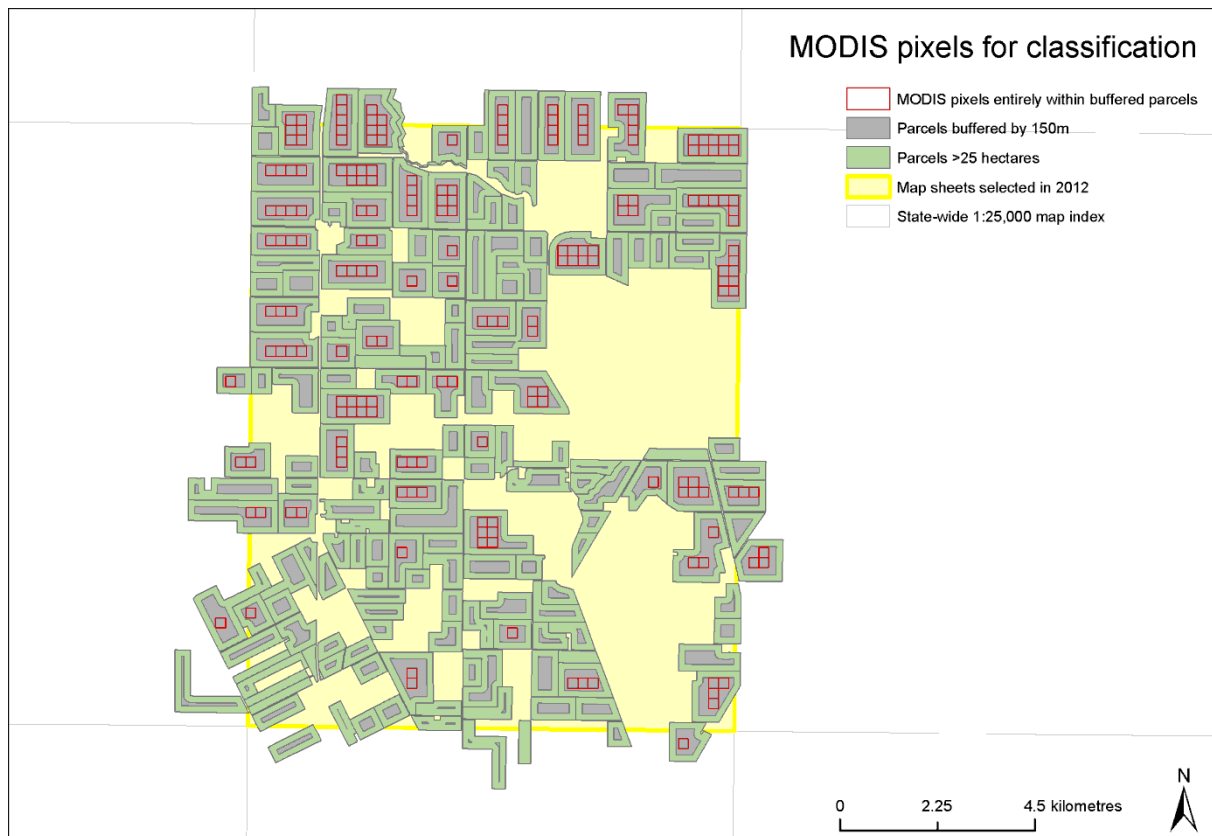 MODIS pixels for classification
MODIS pixels entirely within buffered parcels
Parcels buffered by 150m
Parcels >25 hectares
Map sheets selected in 2012
State-wide 1:25,000 map index
N
0 2.25 4.5 kilometres